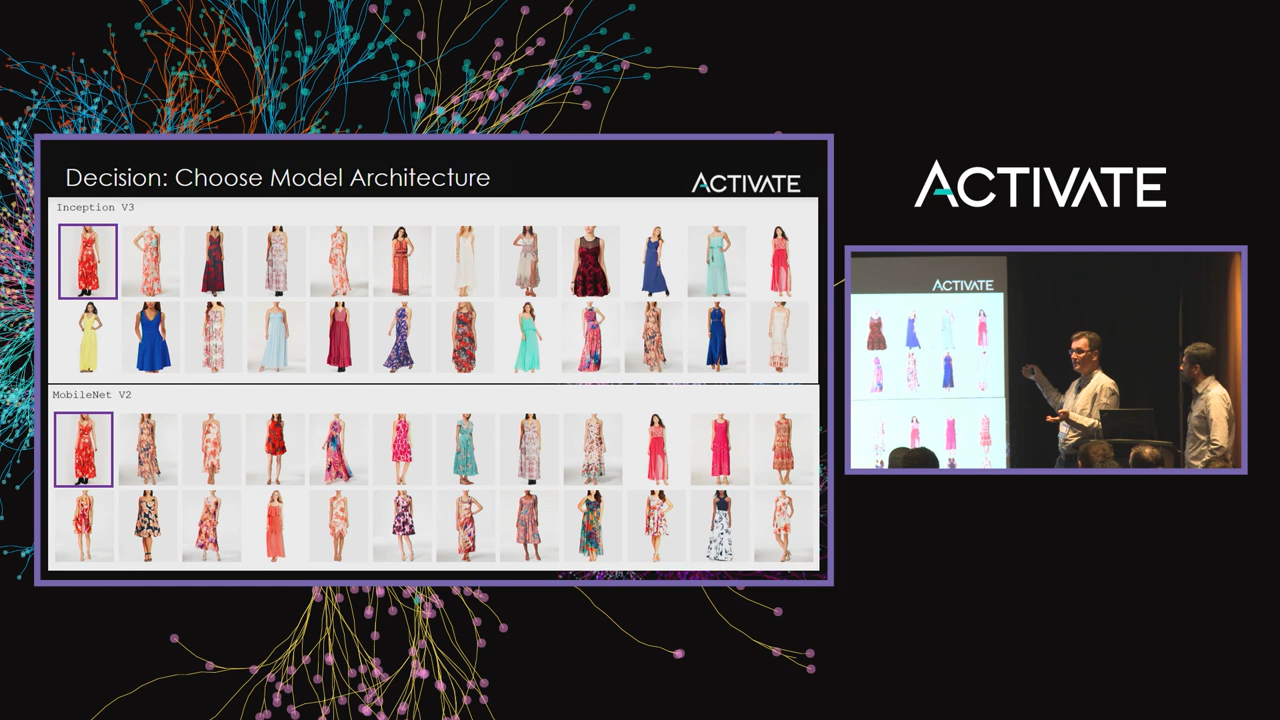 Decision: Choose Model Architecture
ACTIVATE
Inception V3
MobileNet V2
ACTIVATE
ACTIVATE